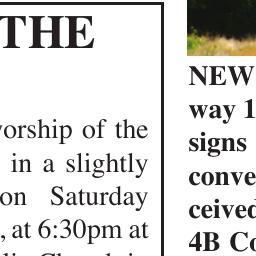 THE
worship of the
in a slightly
on Saturday
, at 6:30pm at
NEW
way 1
signs
conve
ceived
4B Co